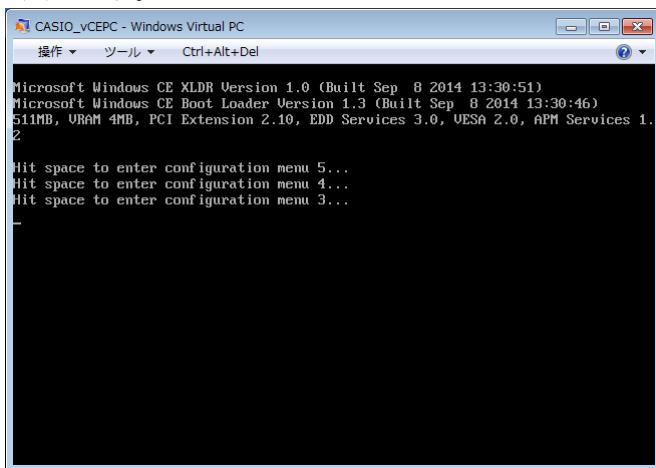 CASIO_vCEPC - Windows Virtual PC
操作 ▼ ツール ▼ Ctrl+Alt+Del
Microsoft Windows CE XLDR Version 1.0 (Built Sep  8 2014 13:30:51)
Microsoft Windows CE Boot Loader Version 1.3 (Built Sep  8 2014 13:30:46)
511MB, VRAM 4MB, PCI Extension 2.10, EDD Services 3.0, VESA 2.0, APM Services 1.
2
Hit space to enter configuration menu 5...
Hit space to enter configuration menu 4...
Hit space to enter configuration menu 3...